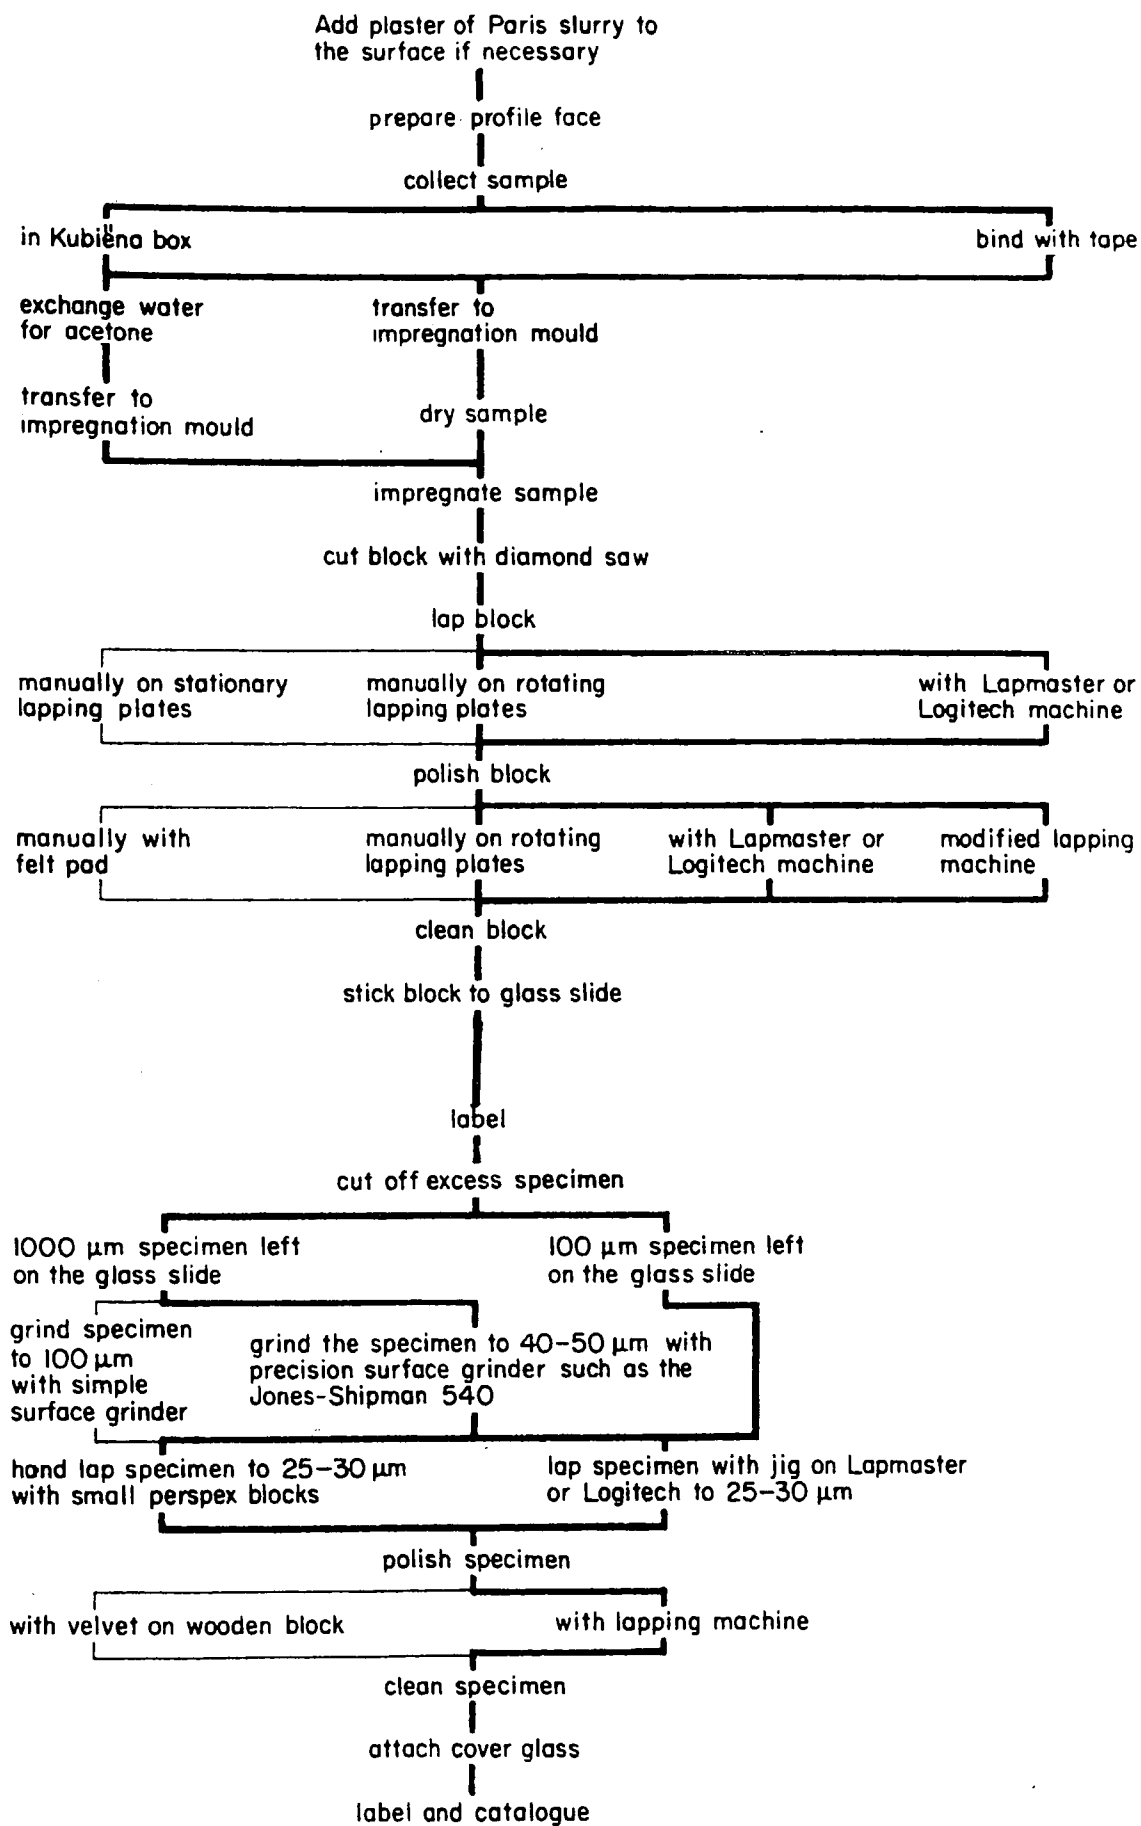 Add plaster of Paris slurry to
the surface if necessary
prepare profile face
collect sample
in Kubiëna box
bind with tape
exchange water
for acetone
transfer to
impregnation mould
transfer to
impregnation mould
dry sample
impregnate sample
cut block with diamond saw
lap block
manually on stationary
lapping plates
manually on rotating
lapping plates
with Lapmaster or
Logitech machine
polish block
manually with
felt pad
manually on rotating
lapping plates
with Lapmaster or
Logitech machine
modified lapping
machine
clean block
stick block to glass slide
label
cut off excess specimen
1000 μm specimen left
on the glass slide
100 μm specimen left
on the glass slide
grind specimen
to 100 μm
with simple
surface grinder
grind the specimen to 40–50 μm with
precision surface grinder such as the
Jones-Shipman 540
hand lap specimen to 25–30 μm
with small perspex blocks
lap specimen with jig on Lapmaster
or Logitech to 25–30 μm
polish specimen
with velvet on wooden block
with lapping machine
clean specimen
attach cover glass
label and catalogue